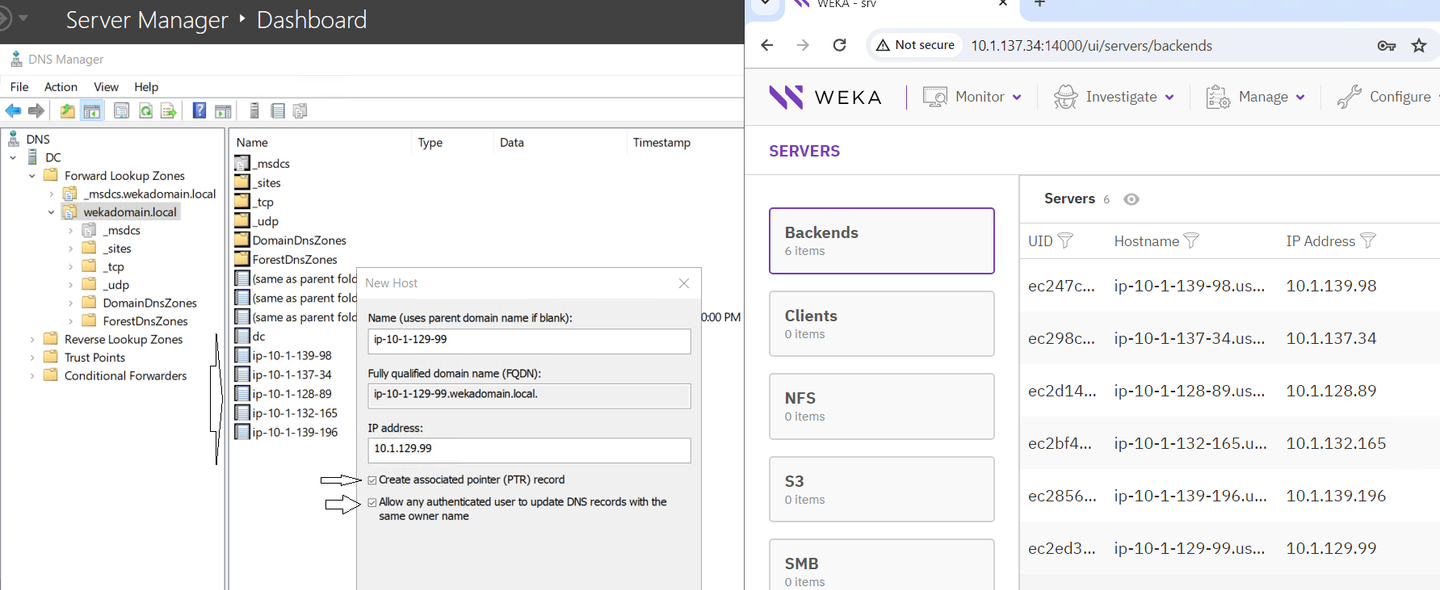 Server Manager ‣ Dashboard
DNS Manager
File Action View Help
DNS
DC
Forward Lookup Zones
_msdcs.wekadomain.local
wekadomain.local
_msdcs
_sites
_tcp
_udp
DomainDnsZones
ForestDnsZones
Reverse Lookup Zones
Trust Points
Conditional Forwarders
Name Type Data Timestamp
_msdcs
_sites
_tcp
_udp
DomainDnsZones
ForestDnsZones
(same as parent fold
(same as parent fold
(same as parent fold
0:00 PM
dc
ip-10-1-139-98
ip-10-1-137-34
ip-10-1-128-89
ip-10-1-132-165
ip-10-1-139-196
New Host
Name (uses parent domain name if blank):
ip-10-1-129-99
Fully qualified domain name (FQDN):
ip-10-1-129-99.wekadomain.local.
IP address:
10.1.129.99
Create associated pointer (PTR) record
Allow any authenticated user to update DNS records with the
same owner name
WEKA - srv
Not secure 10.1.137.34:14000/ui/servers/backends
WEKA Monitor Investigate Manage Configure
SERVERS
Backends
6 items
Clients
0 items
NFS
0 items
S3
0 items
SMB
0 items
Servers 6
UID Hostname IP Address
ec247c... ip-10-1-139-98.us... 10.1.139.98
ec298c... ip-10-1-137-34.us... 10.1.137.34
ec2d14... ip-10-1-128-89.us... 10.1.128.89
ec2bf4... ip-10-1-132-165.u... 10.1.132.165
ec2856... ip-10-1-139-196.u... 10.1.139.196
ec2ed3... ip-10-1-129-99.us... 10.1.129.99